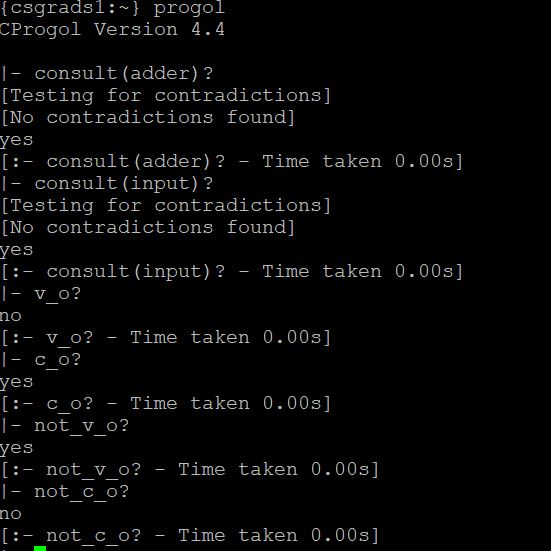 {csgrads1:~} progol
CProgol Version 4.4
|- consult(adder)?
[Testing for contradictions]
[No contradictions found]
yes
[:- consult(adder)? - Time taken 0.00s]
|- consult(input)?
[Testing for contradictions]
[No contradictions found]
yes
[:- consult(input)? - Time taken 0.00s]
|- v_o?
no
[:- v_o? - Time taken 0.00s]
|- c_o?
yes
[:- c_o? - Time taken 0.00s]
|- not_v_o?
yes
[:- not_v_o? - Time taken 0.00s]
|- not_c_o?
no
[:- not_c_o? - Time taken 0.00s]